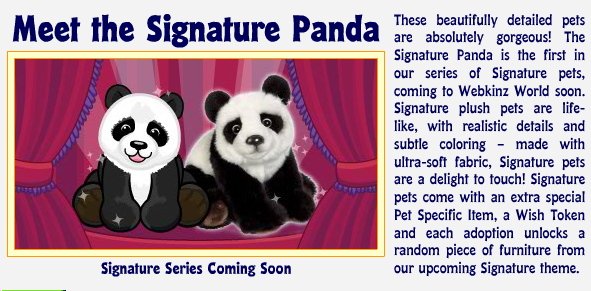 Meet the Signature Panda
Signature Series Coming Soon
These beautifully detailed pets
are absolutely gorgeous! The
Signature Panda is the first in
our series of Signature pets,
coming to Webkinz World soon.
Signature plush pets are life-
like, with realistic details and
subtle coloring – made with
ultra-soft fabric, Signature pets
are a delight to touch! Signature
pets come with an extra special
Pet Specific Item, a Wish Token
and each adoption unlocks a
random piece of furniture from
our upcoming Signature theme.